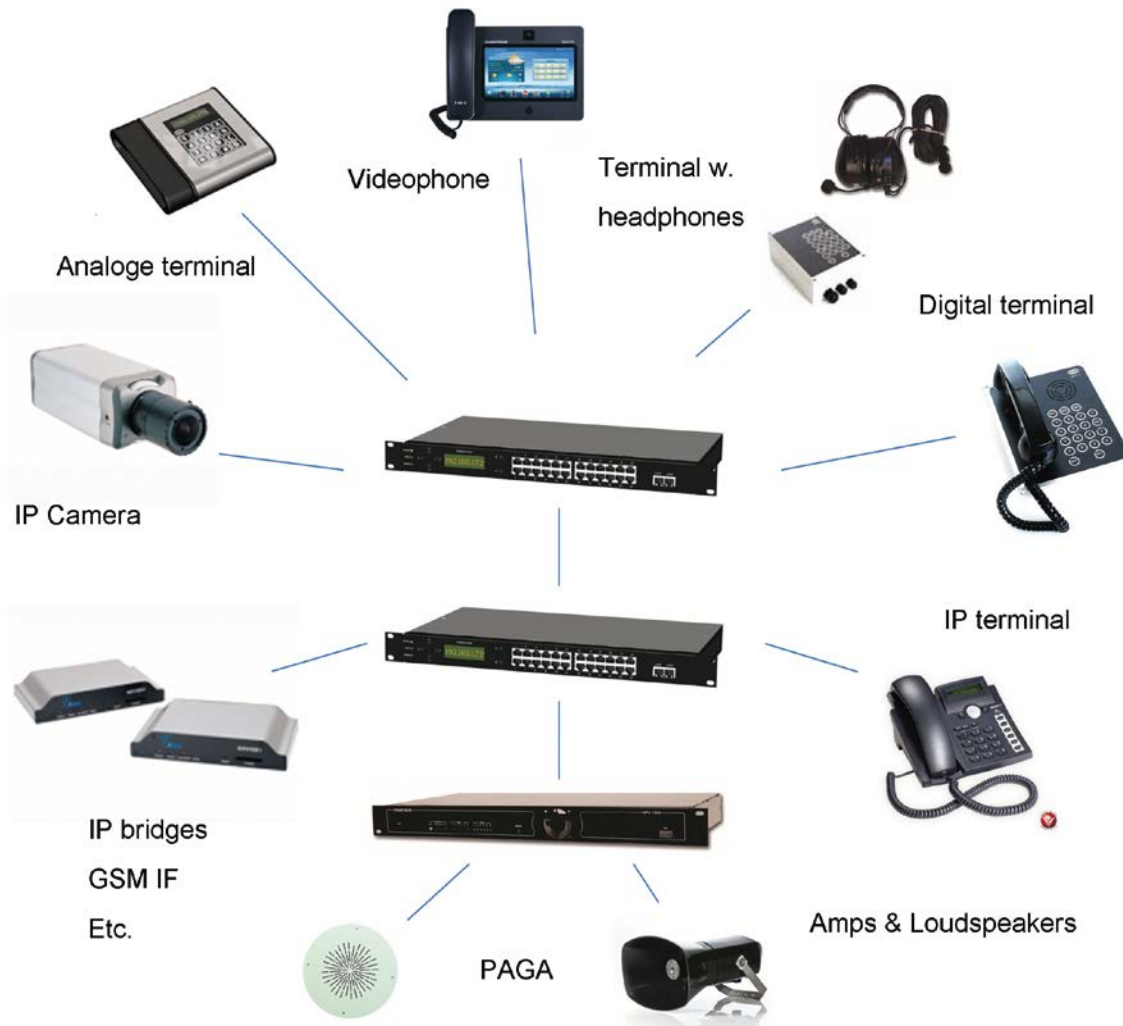 Videophone
Terminal w.
headphones
Analoge terminal
Digital terminal
IP Camera
IP terminal
IP bridges
GSM IF
Etc.
Amps & Loudspeakers
PAGA